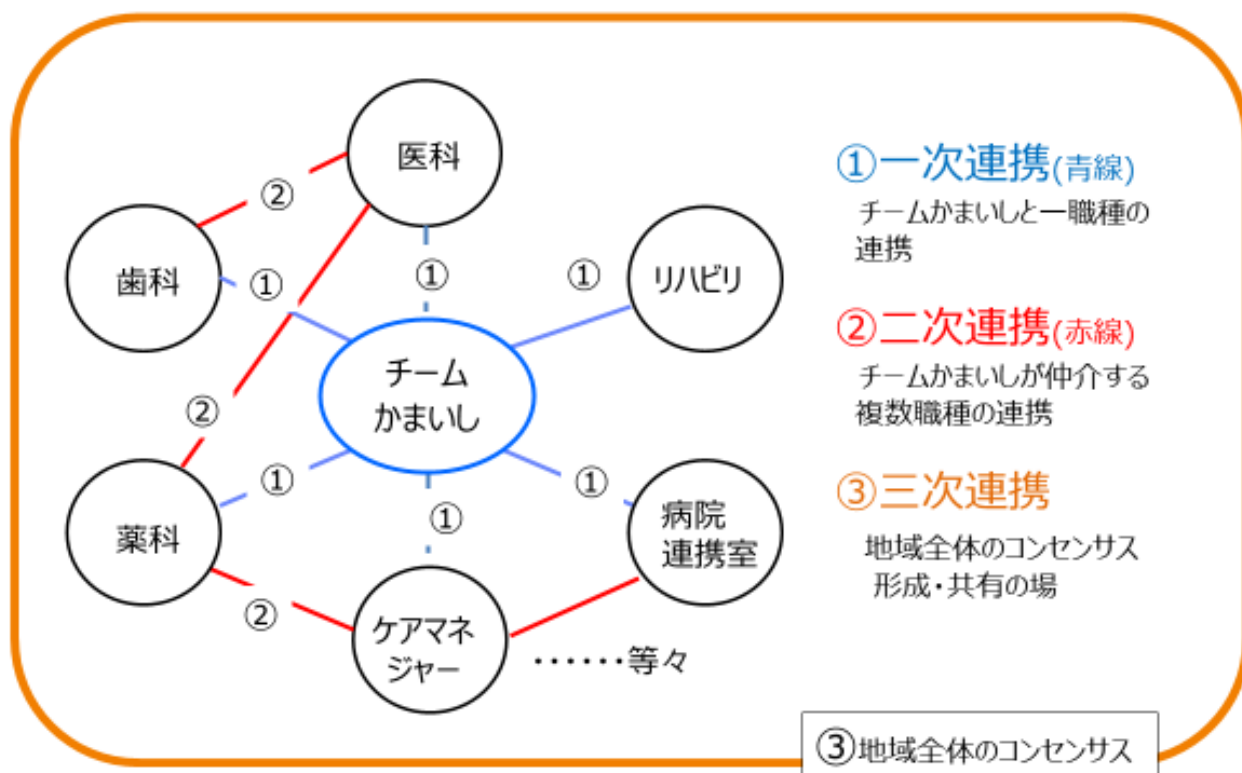 医科
②
①一次連携(青線)
チームかまいしと一職種の
連携
歯科
①
①
①
リハビリ
②二次連携(赤線)
チームかまいしが仲介する
複数職種の連携
チーム
かまいし
②
①
①
①
薬科
病院
連携室
③三次連携
地域全体のコンセンサス
形成・共有の場
②
ケアマネ
ジャー
……等々
③地域全体のコンセンサス